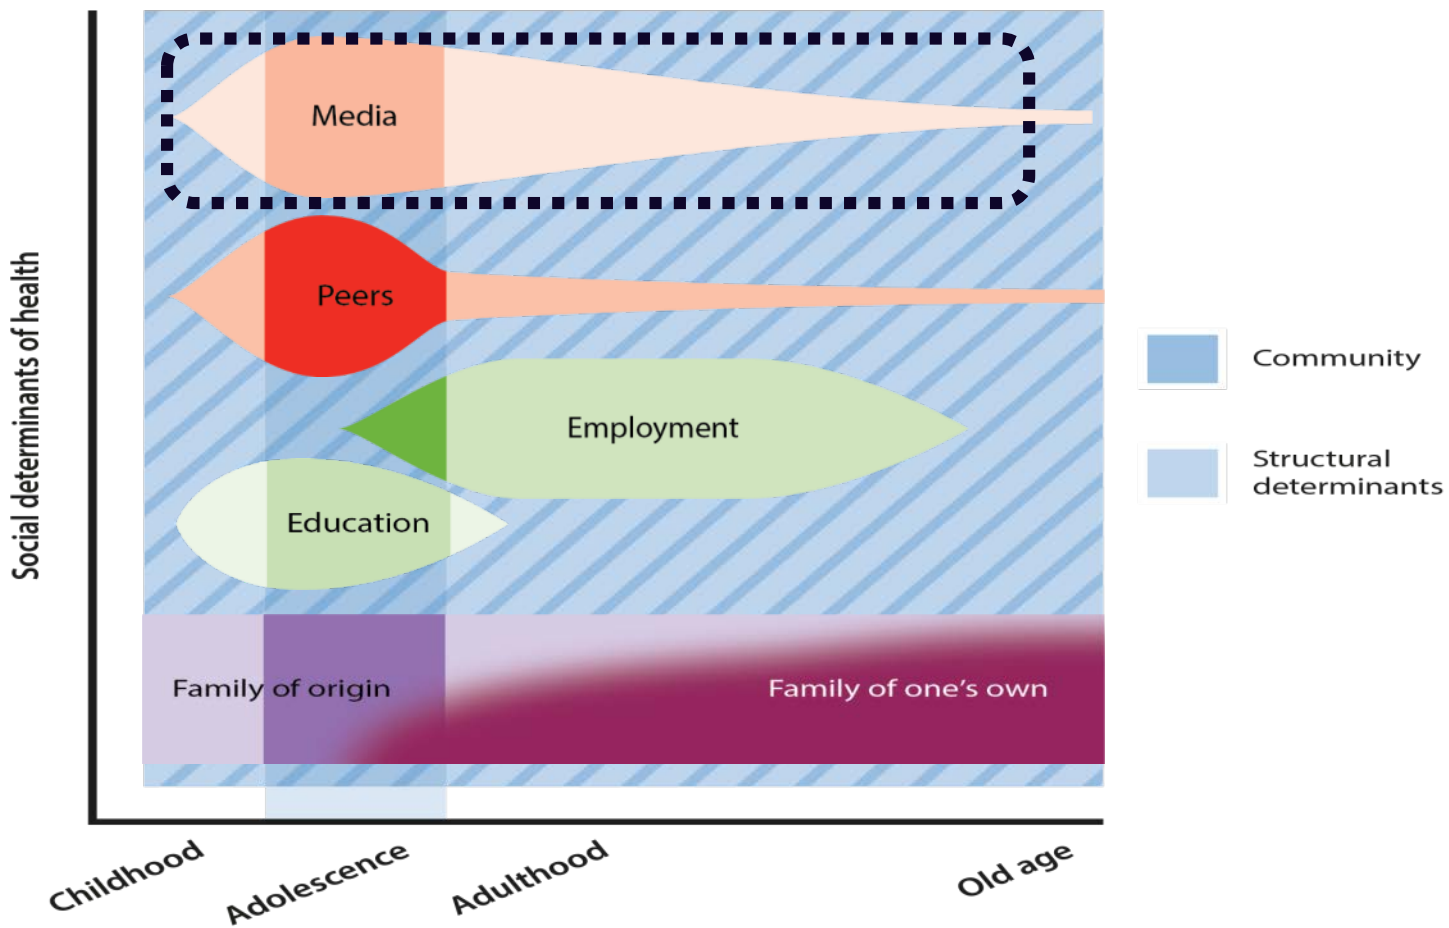 Social determinants of health
Media
Peers
Employment
Education
Family of origin
Family of one's own
Community
Structural
determinants
Childhood
Adolescence
Adulthood
Old age